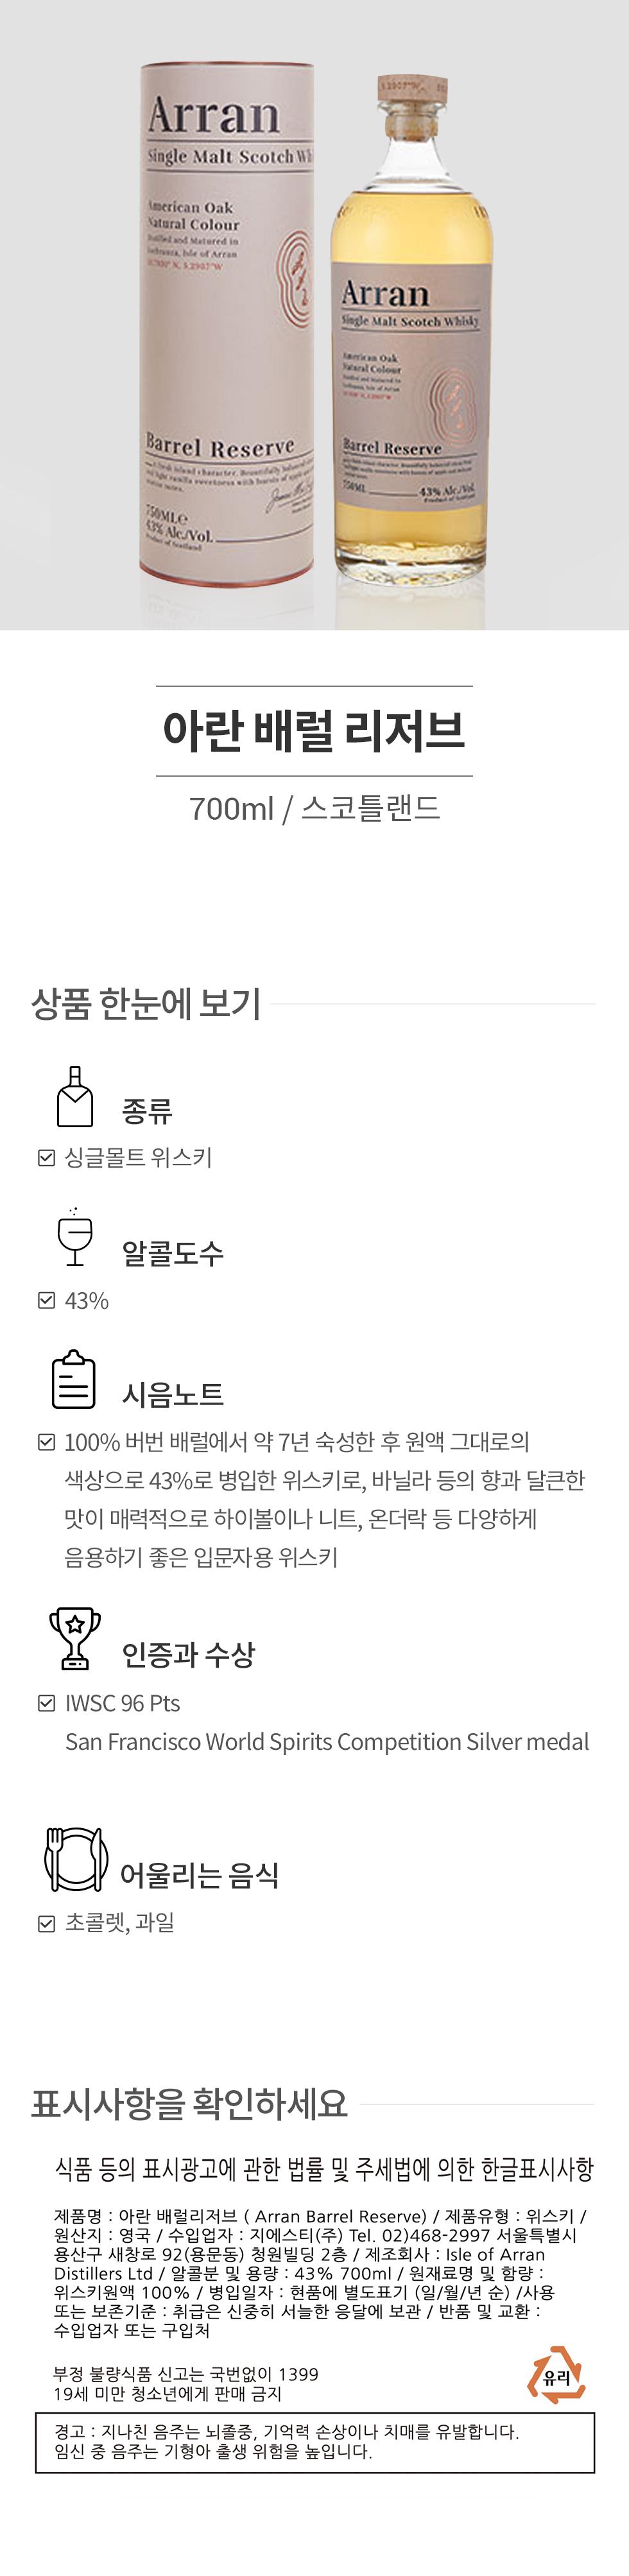 Arran
Single Malt Scotch Wh
American Oak
Natural Colour
Distilled and Matured in
Lochranza, Isle of Arran
Barrel Reserve
750MLe
43% Alc./Vol.
Product of Scotland
Arran
Single Malt Scotch Whisky
American Oak
Natural Colour
Distilled and Matured in
Lochranza, Isle of Arran
Barrel Reserve
750ML
43% Alc./Vol.
Product of Scotland
아란 배럴 리저브
700ml / 스코틀랜드
상품 한눈에 보기
종류
싱글몰트 위스키
알콜도수
43%
시음노트
100% 버번 배럴에서 약 7년 숙성한 후 원액 그대로의
색상으로 43%로 병입한 위스키로, 바닐라 등의 향과 달큰한
맛이 매력적으로 하이볼이나 니트, 온더락 등 다양하게
음용하기 좋은 입문자용 위스키
인증과 수상
IWSC 96 Pts
San Francisco World Spirits Competition Silver medal
어울리는 음식
초콜렛, 과일
표시사항을 확인하세요
식품 등의 표시광고에 관한 법률 및 주세법에 의한 한글표시사항
제품명 : 아란 배럴리저브 ( Arran Barrel Reserve) / 제품유형 : 위스키 /
원산지 : 영국 / 수입업자 : 지에스티(주) Tel. 02)468-2997 서울특별시
용산구 새창로 92(용문동) 청원빌딩 2층 / 제조회사 : Isle of Arran
Distillers Ltd / 알콜분 및 용량 : 43% 700ml / 원재료명 및 함량 :
위스키원액 100% / 병입일자 : 현품에 별도표기 (일/월/년 순) /사용
또는 보존기준 : 취급은 신중히 서늘한 응달에 보관 / 반품 및 교환 :
수입업자 또는 구입처
부정 불량식품 신고는 국번없이 1399
19세 미만 청소년에게 판매 금지
유리
경고 : 지나친 음주는 뇌졸중, 기억력 손상이나 치매를 유발합니다.
임신 중 음주는 기형아 출생 위험을 높입니다.